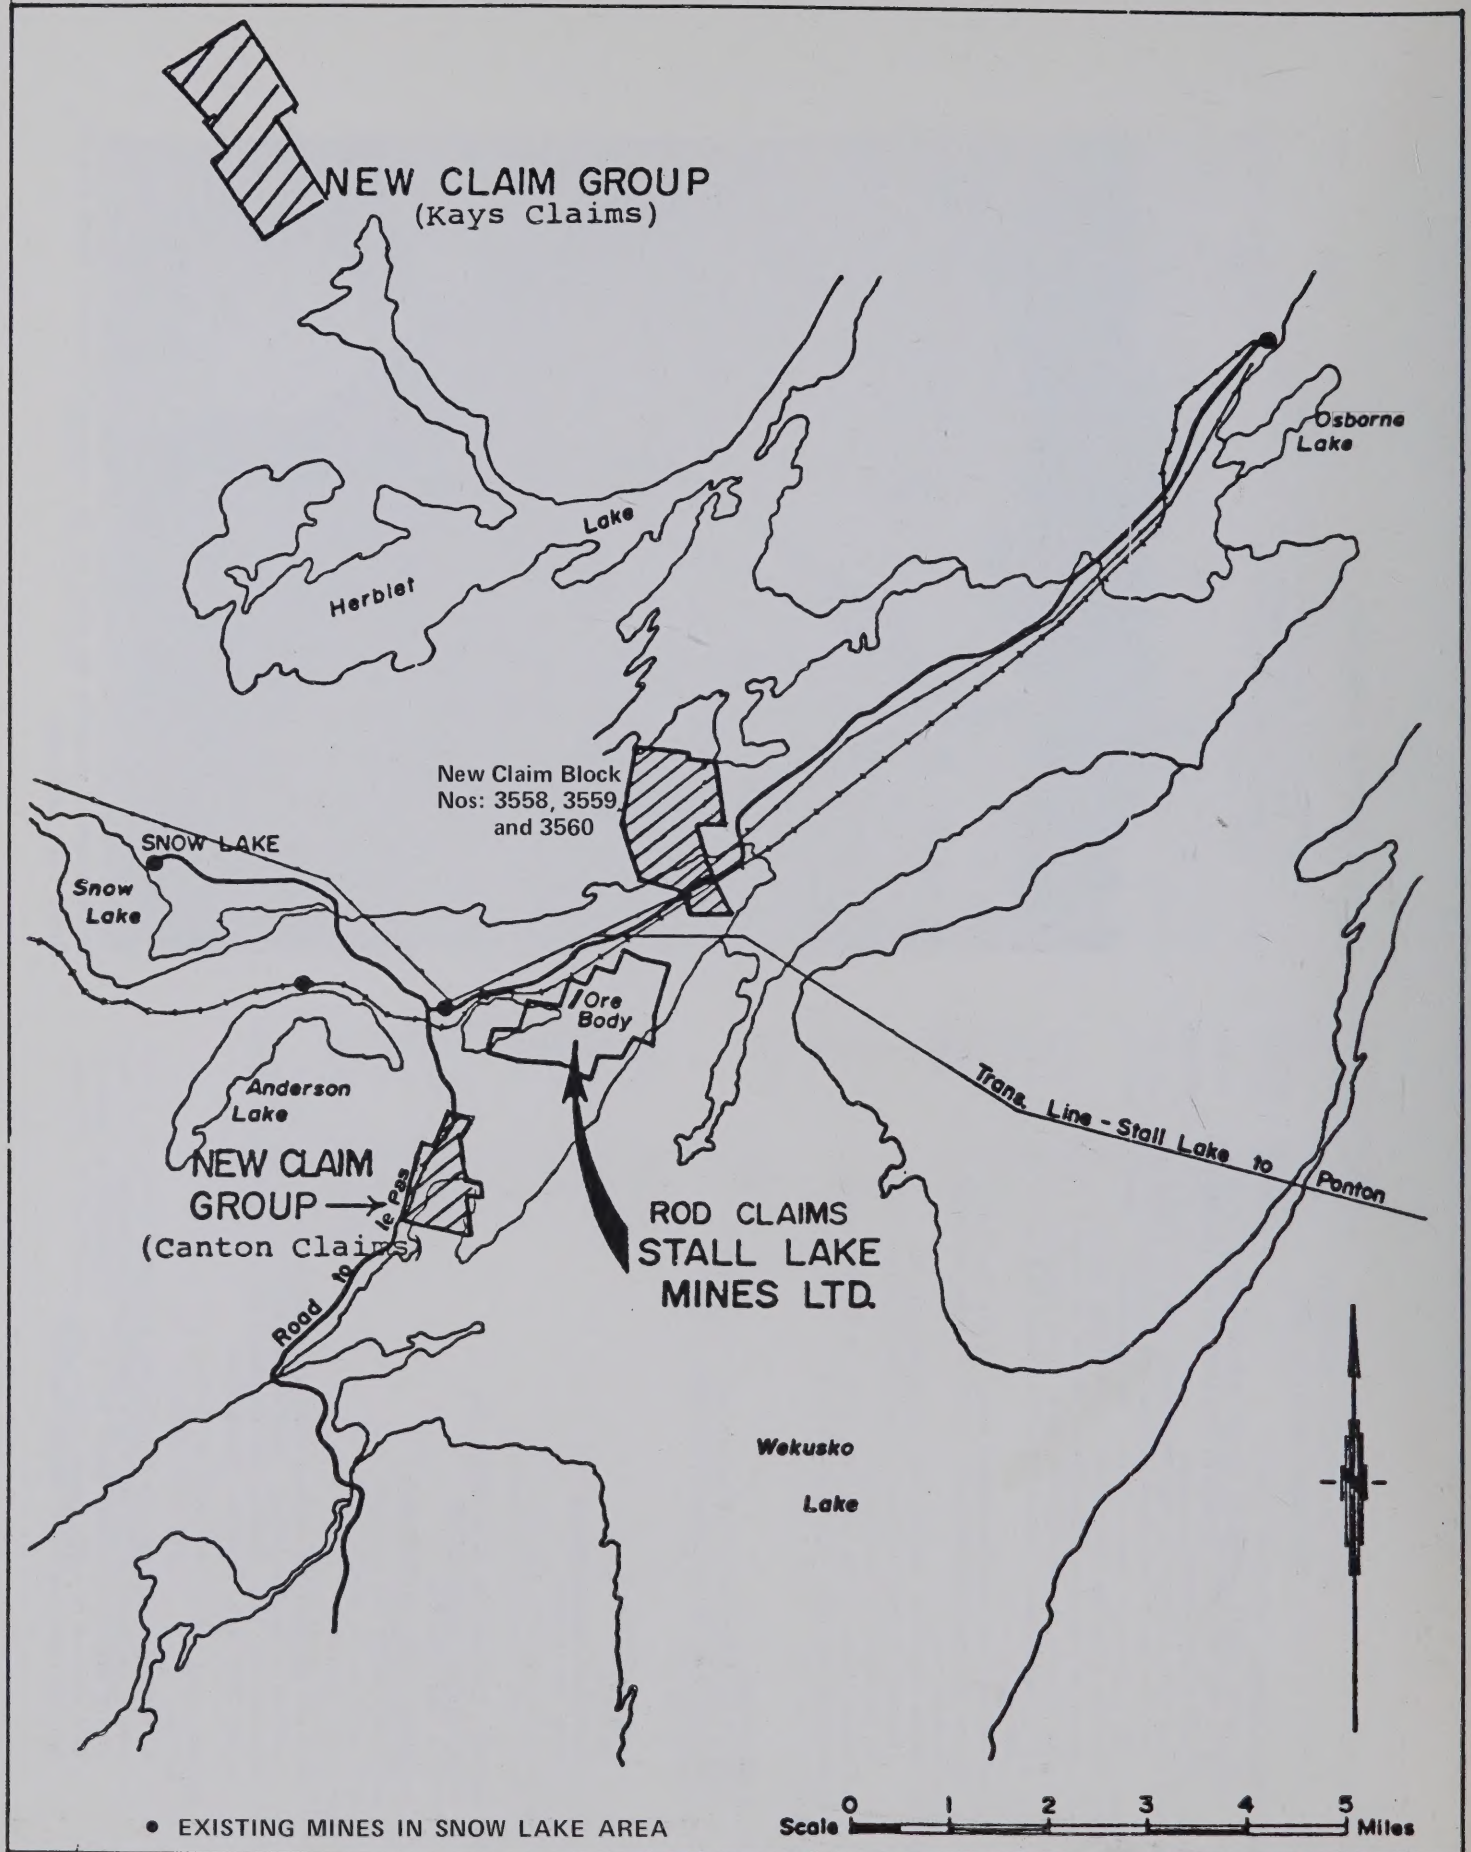 NEW CLAIM GROUP
(Kays Claims)
Osborne
Lake
Lake
Herblet
New Claim Block
Nos: 3558, 3559,
and 3560
SNOW LAKE
Snow
Lake
Ore
Body
Anderson
Lake
Trans. Line - Stall Lake to Ponton
NEW CLAIM
GROUP
(Canton Claims)
Road to le Pas
ROD CLAIMS
STALL LAKE
MINES LTD.
Wekusko
Lake
0 1 2 3 4 5
Scale Miles
• EXISTING MINES IN SNOW LAKE AREA